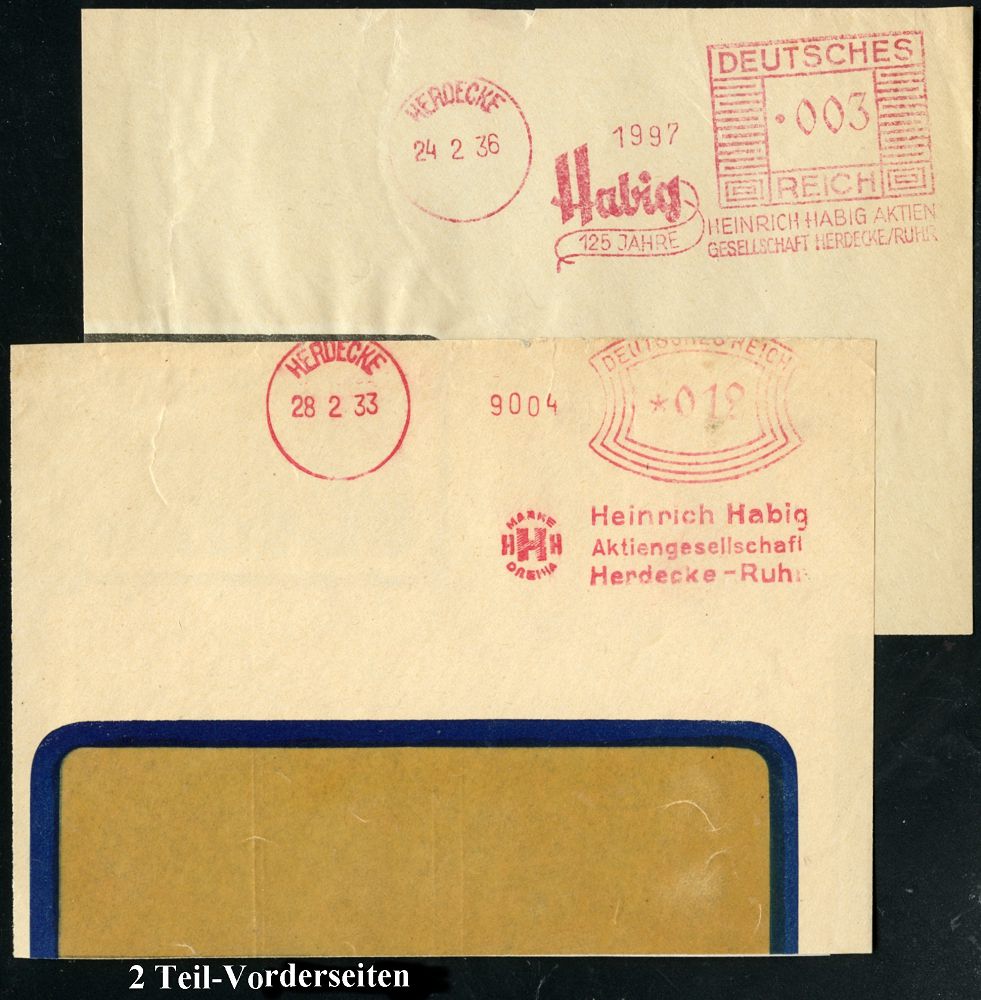 HERDECKE
24 2 36
1997
Habig
125 JAHRE
DEUTSCHES
•003
REICH
HEINRICH HABIG AKTIEN
GESELLSCHAFT HERDECKE/RUHR
HERDECKE
28 2 33
9004
DEUTSCHES REICH
*012
MARKE
H H H
DREIHA
Heinrich Habig
Aktiengesellschaft
Herdecke-Ruhr
2 Teil-Vorderseiten